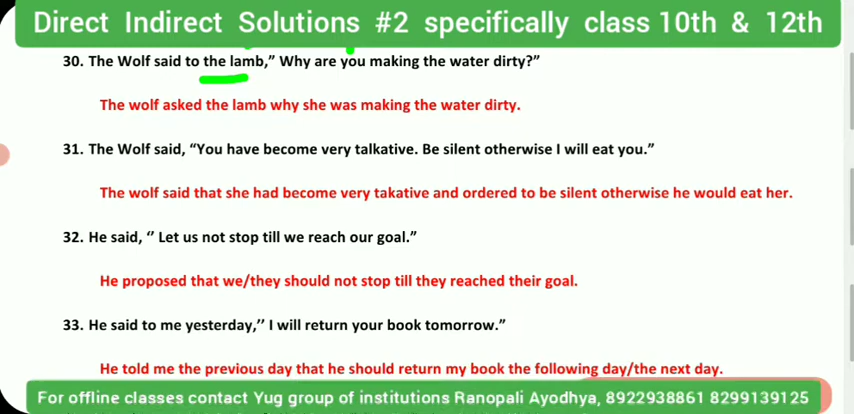 Direct Indirect Solutions #2 specifically class 10th & 12th
30. The Wolf said to the lamb,” Why are you making the water dirty?”
The wolf asked the lamb why she was making the water dirty.
31. The Wolf said, “You have become very talkative. Be silent otherwise I will eat you.”
The wolf said that she had become very takative and ordered to be silent otherwise he would eat her.
32. He said, ‘’ Let us not stop till we reach our goal.”
He proposed that we/they should not stop till they reached their goal.
33. He said to me yesterday,’’ I will return your book tomorrow.”
He told me the previous day that he should return my book the following day/the next day.
For offline classes contact Yug group of institutions Ranopali Ayodhya, 8922938861 8299139125